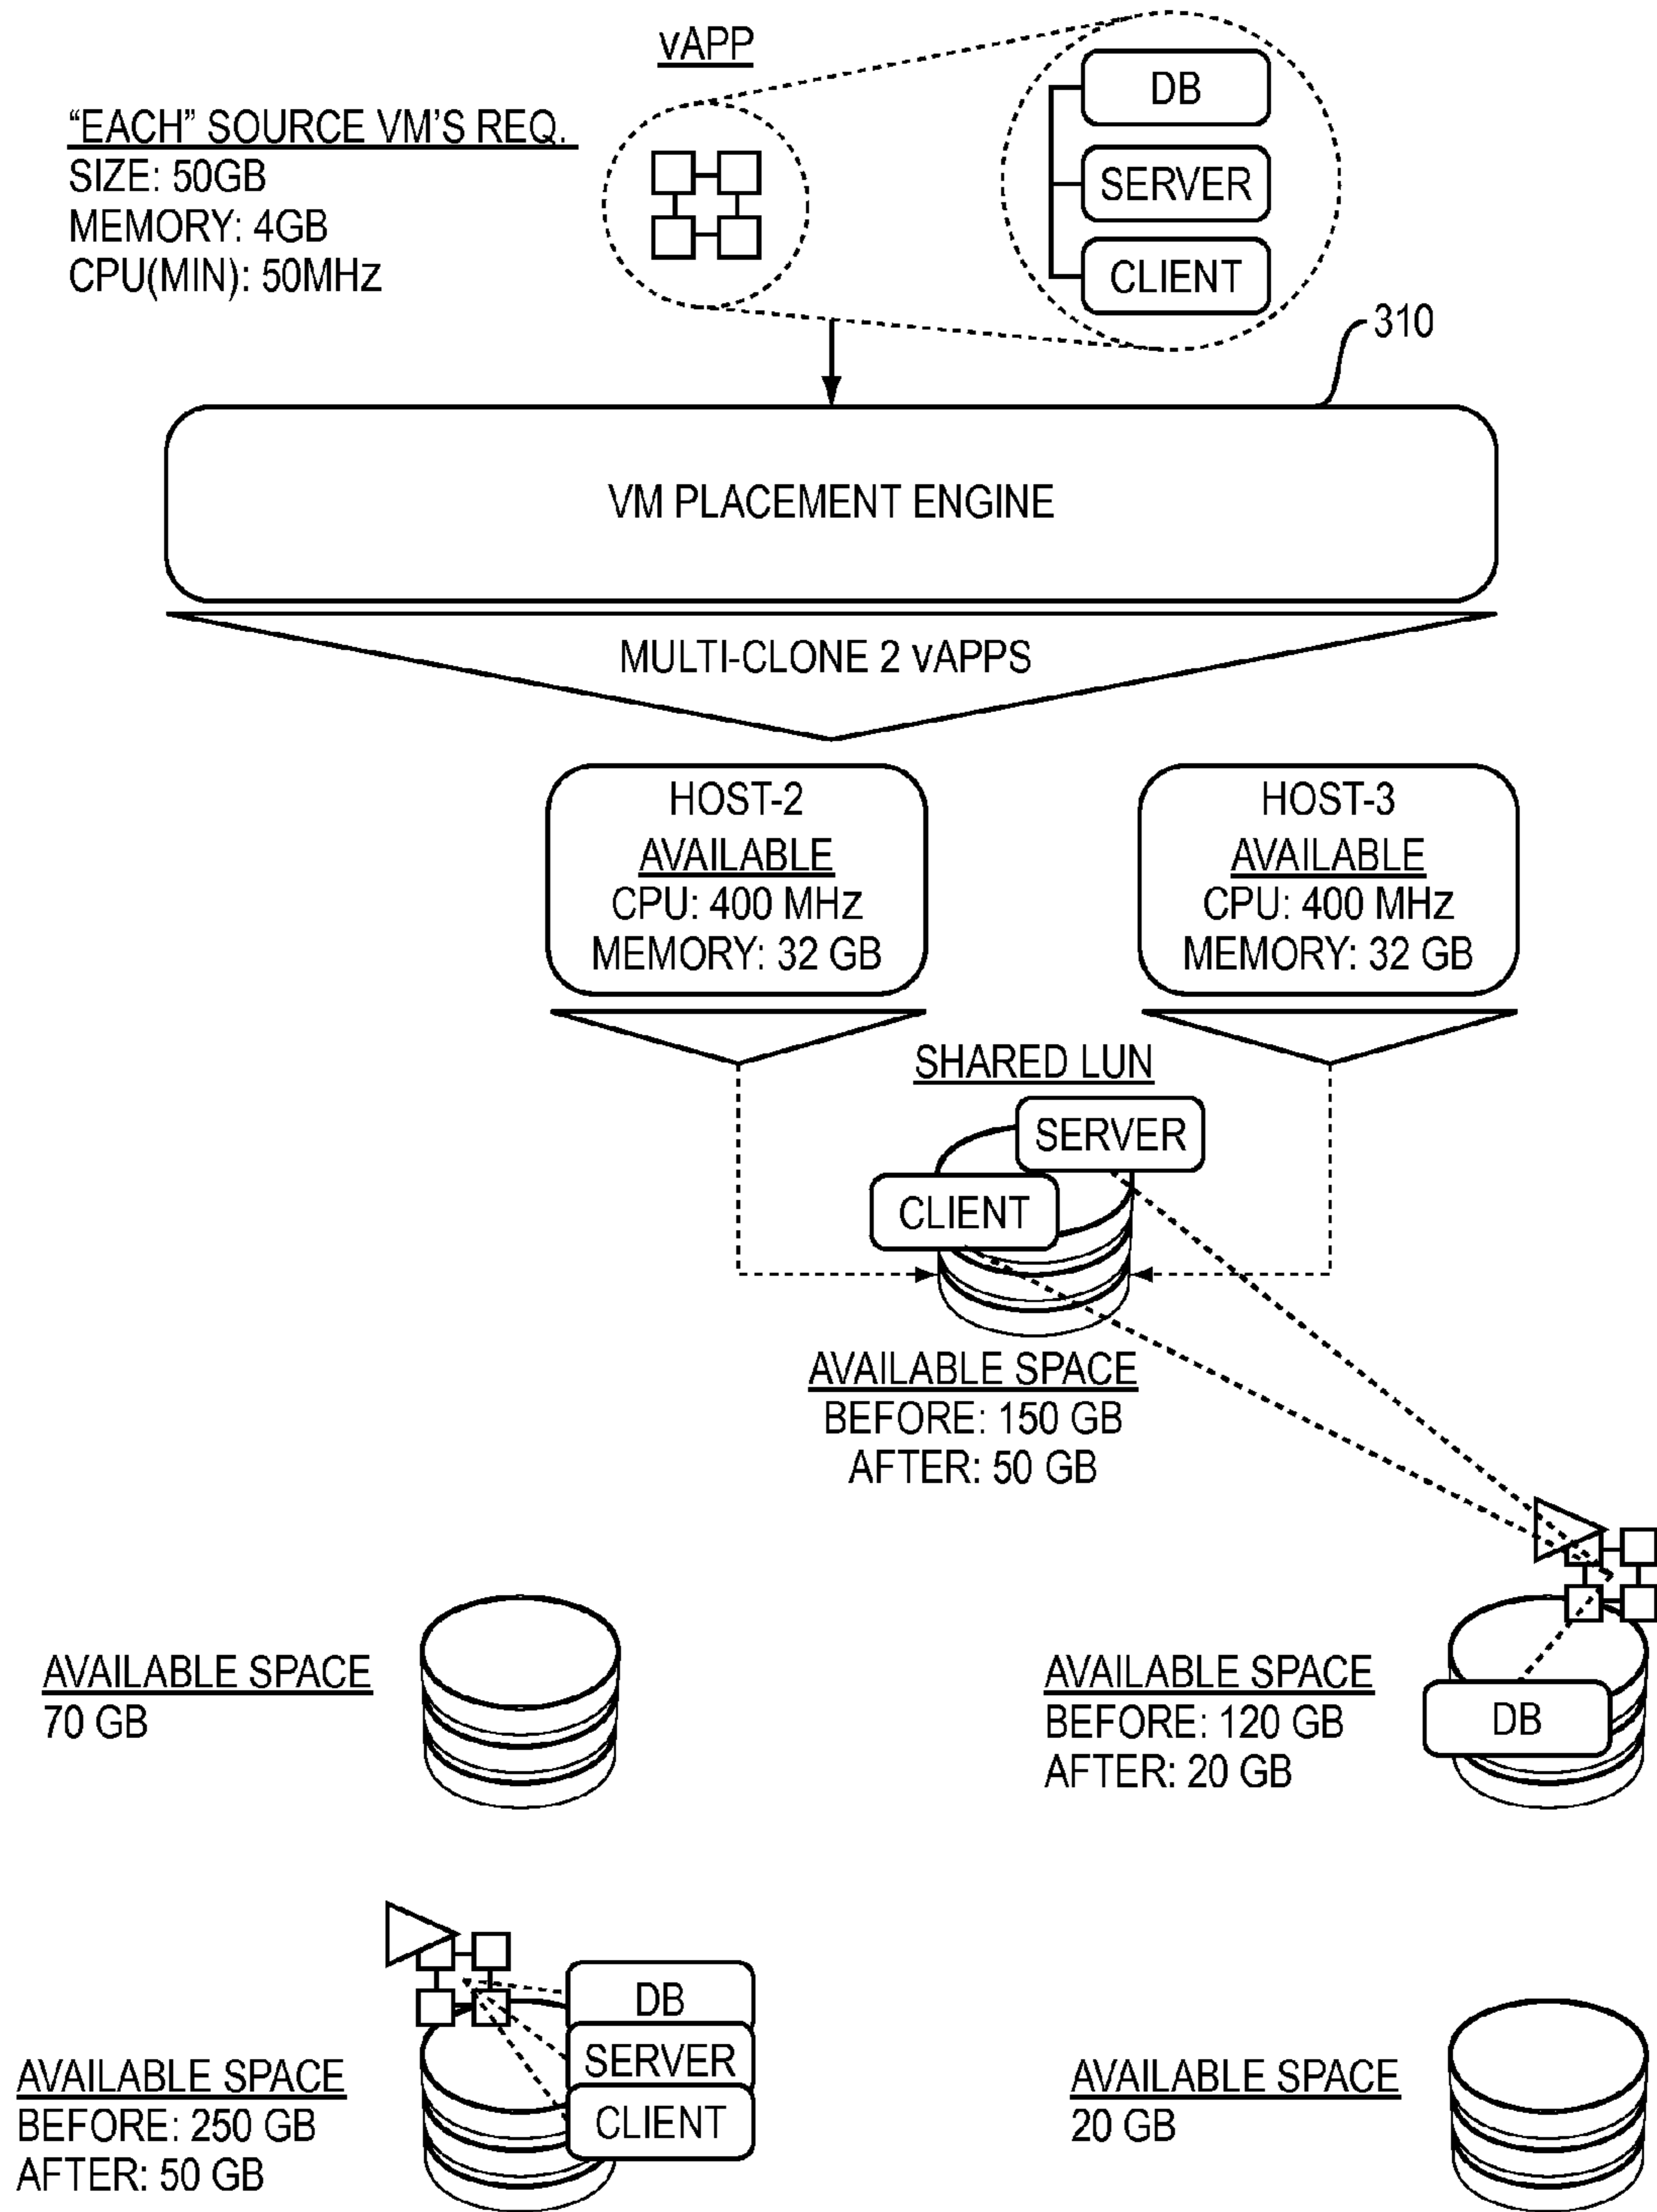 vAPP
"EACH" SOURCE VM'S REQ.
SIZE: 50GB
MEMORY: 4GB
CPU(MIN): 50MHz
DB
SERVER
CLIENT
310
VM PLACEMENT ENGINE
MULTI-CLONE 2 vAPPS
HOST-2
AVAILABLE
CPU: 400 MHz
MEMORY: 32 GB
HOST-3
AVAILABLE
CPU: 400 MHz
MEMORY: 32 GB
SHARED LUN
SERVER
CLIENT
AVAILABLE SPACE
BEFORE: 150 GB
AFTER: 50 GB
AVAILABLE SPACE
70 GB
AVAILABLE SPACE
BEFORE: 120 GB
AFTER: 20 GB
DB
AVAILABLE SPACE
BEFORE: 250 GB
AFTER: 50 GB
DB
SERVER
CLIENT
AVAILABLE SPACE
20 GB